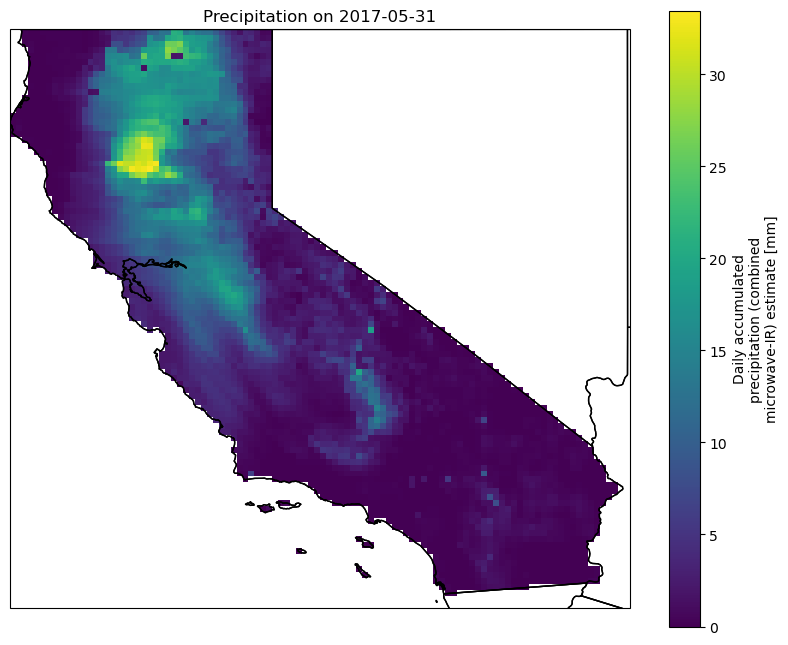 Precipitation on 2017-05-31
30
25
20
15
10
5
0
Daily accumulated
precipitation (combined
microwave-IR) estimate [mm]